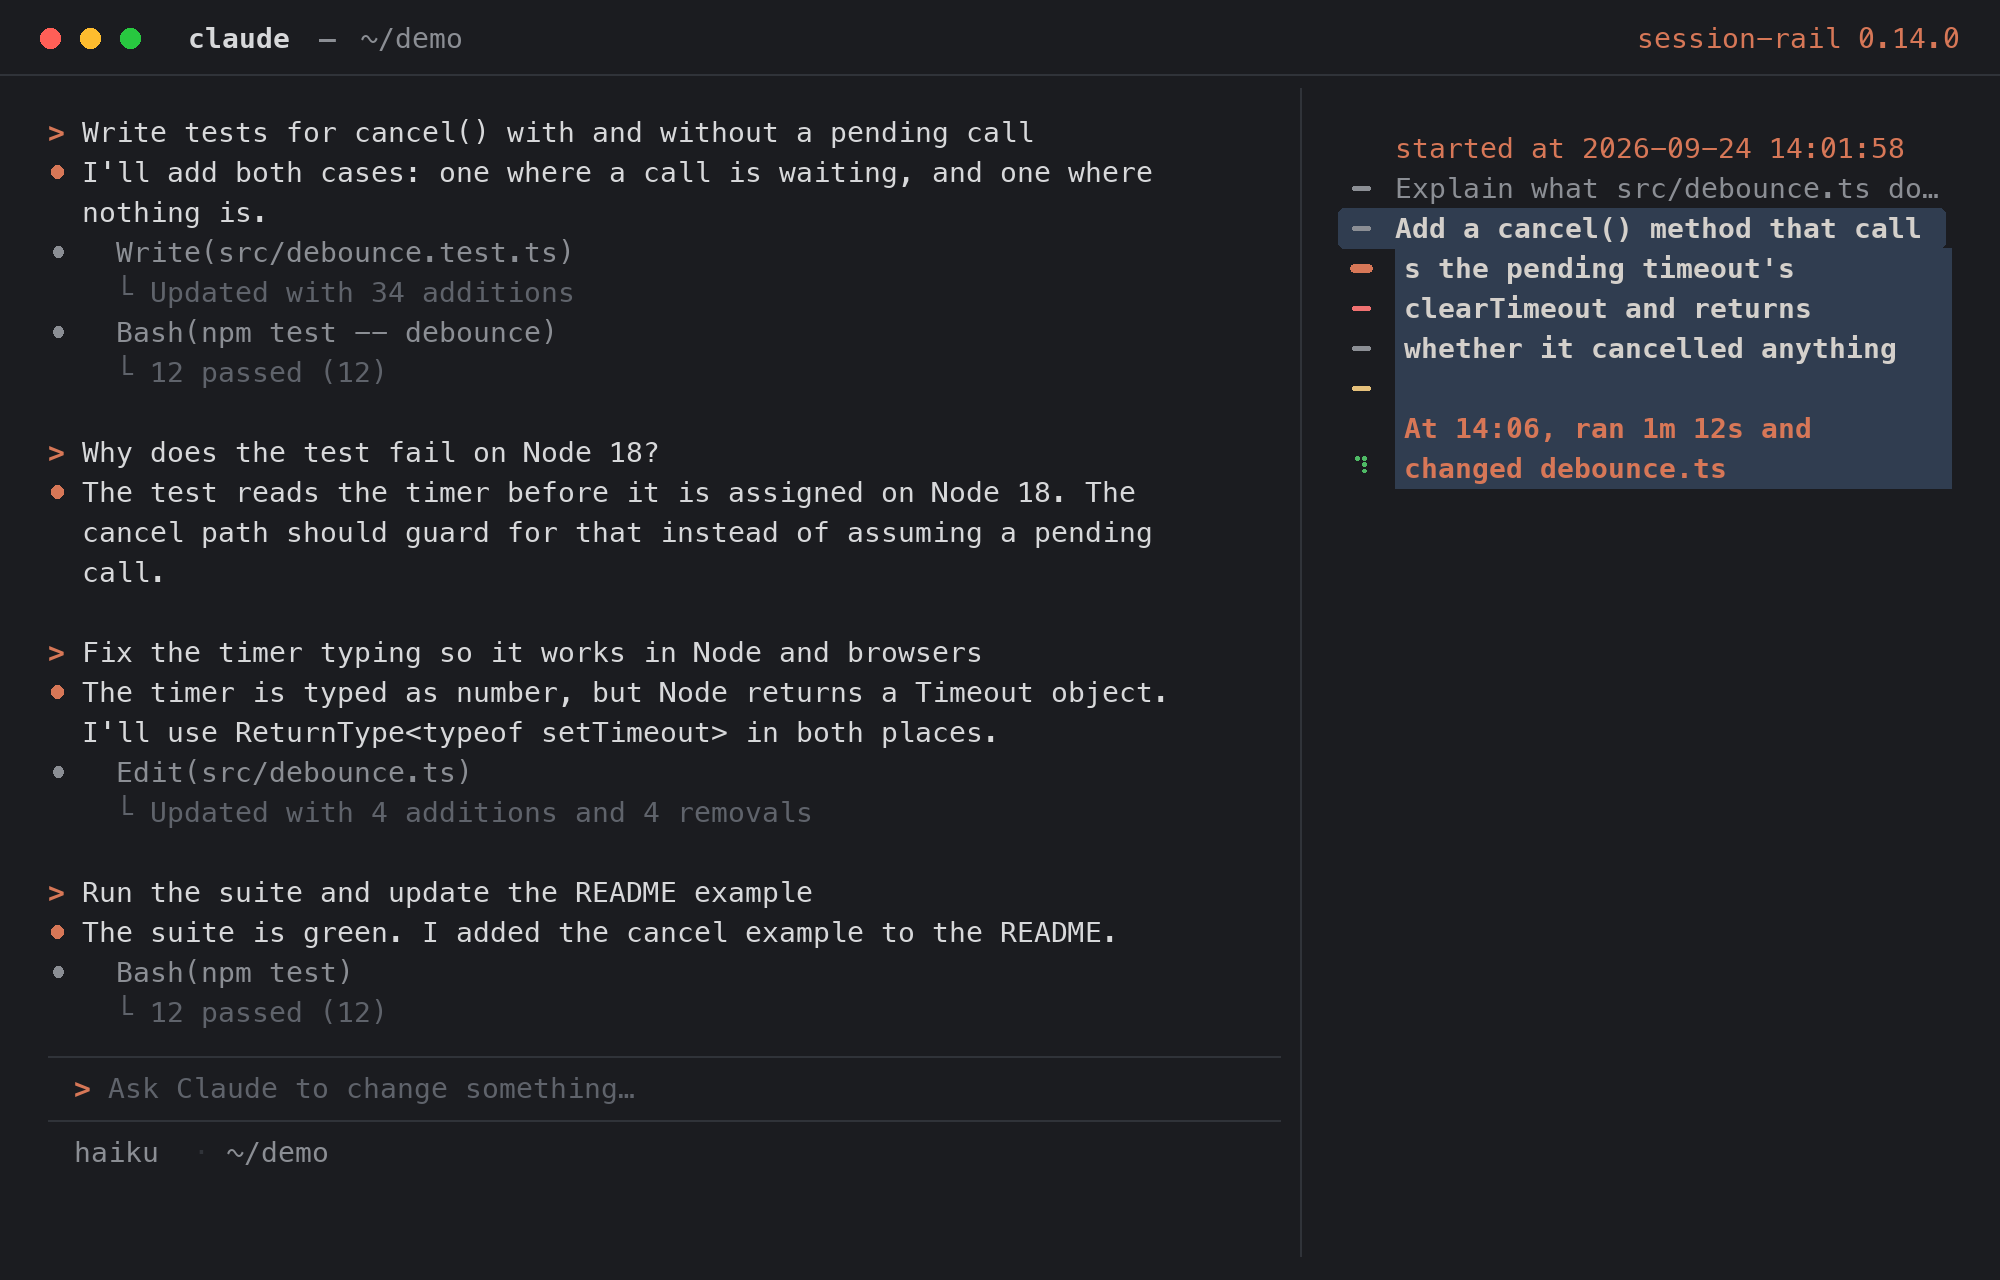 claude — ~/demo
session-rail 0.14.0
> Write tests for cancel() with and without a pending call
● I'll add both cases: one where a call is waiting, and one where
nothing is.
● Write(src/debounce.test.ts)
└ Updated with 34 additions
● Bash(npm test -- debounce)
└ 12 passed (12)
> Why does the test fail on Node 18?
● The test reads the timer before it is assigned on Node 18. The
cancel path should guard for that instead of assuming a pending
call.
> Fix the timer typing so it works in Node and browsers
● The timer is typed as number, but Node returns a Timeout object.
I'll use ReturnType<typeof setTimeout> in both places.
● Edit(src/debounce.ts)
└ Updated with 4 additions and 4 removals
> Run the suite and update the README example
● The suite is green. I added the cancel example to the README.
● Bash(npm test)
└ 12 passed (12)
> Ask Claude to change something…
haiku · ~/demo
started at 2026-09-24 14:01:58
Explain what src/debounce.ts do…
Add a cancel() method that call
s the pending timeout's
clearTimeout and returns
whether it cancelled anything
At 14:06, ran 1m 12s and
changed debounce.ts